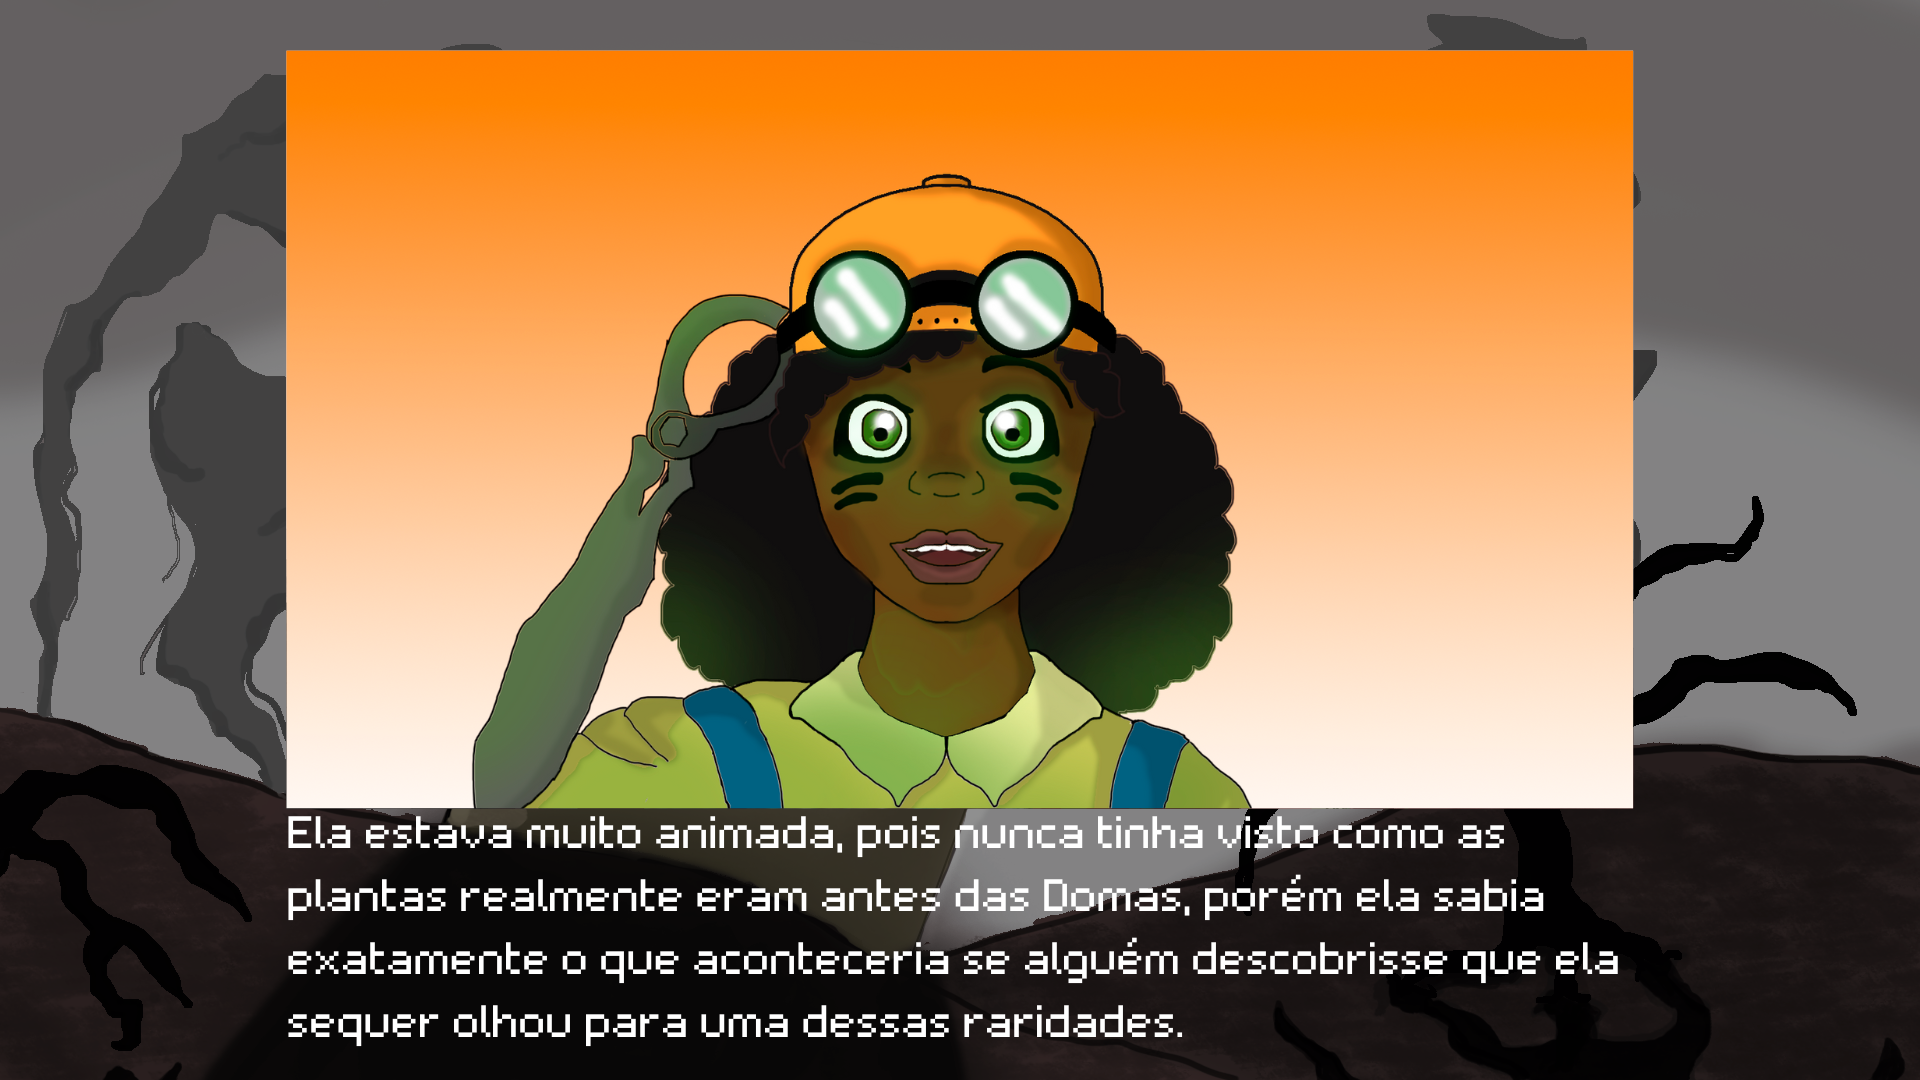 Ela estava muito animada, pois nunca tinha visto como as
plantas realmente eram antes das Domas, porém ela sabia
exatamente o que aconteceria se alguém descobrisse que ela
sequer olhou para uma dessas raridades.